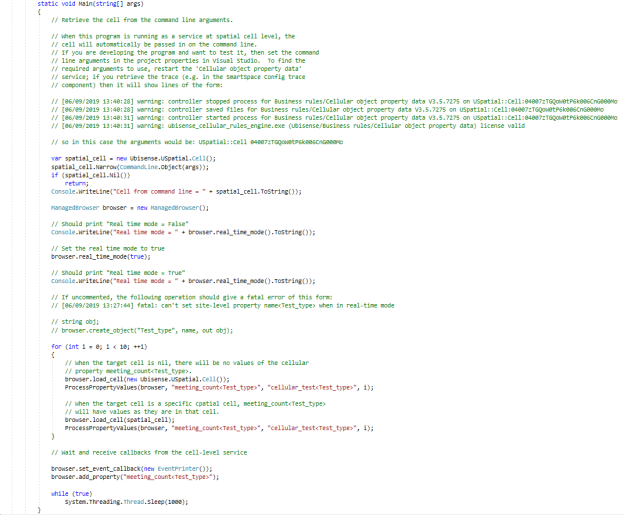 static void Main(string[] args)
{
// Retrieve the cell from the command line arguments.
// When this program is running as a service at spatial cell level, the
// cell will automatically be passed in on the command line.
// If you are developing the program and want to test it, then set the command
// line arguments in the project properties in Visual Studio. To find the
// required arguments to use, restart the 'Cellular object property data'
// service; if you retrieve the trace (e.g. in the SmartSpace Config trace
// component) then it will show lines of the form:
// [06/09/2019 13:40:28] warning: controller stopped process for Business rules/Cellular object property data V3.5.7275 on USpatial::Cell:
// [06/09/2019 13:40:28] warning: controller saved files for Business rules/Cellular object property data V3.5.7275 on USpatial::Cell:
// [06/09/2019 13:40:31] warning: controller started process for Business rules/Cellular object property data V3.5.7275 on USpatial::Cell:
// [06/09/2019 13:40:31] warning: ubisense_cellular_rules_engine.exe (Ubisense/Business rules/Cellular object property data) license valid
// so in this case the arguments would be: USpatial::Cell
var spatial_cell = new Ubisense.USpatial.Cell();
spatial_cell.Narrow(CommandLine.Object(args));
if (spatial_cell.Nil())
return;
Console.WriteLine("Cell from command line = " + spatial_cell.ToString());
ManagedBrowser browser = new ManagedBrowser();
// Should print "Real time mode = False"
Console.WriteLine("Real time mode = " + browser.real_time_mode().ToString());
// Set the real time mode to true
browser.real_time_mode(true);
// Should print "Real time mode = True"
Console.WriteLine("Real time mode = " + browser.real_time_mode().ToString());
// If uncommented, the following operation should give a fatal error of this form:
// [06/09/2019 13:27:44] fatal: can't set site-level property name<Test_type> when in real-time mode
// string obj;
// browser.create_object("Test_type", name, out obj);
for (int i = 0; i < 10; ++i)
{
// When the target cell is nil, there will be no values of the cellular
// property meeting_count<Test_type>.
browser.load_cell(new Ubisense.USpatial.Cell());
ProcessPropertyValues(browser, "meeting_count<Test_type>", "cellular_test<Test_type>", i);
// When the target cell is a specific cpatial cell, meeting_count<Test_type>
// will have values as they are in that cell.
browser.load_cell(spatial_cell);
ProcessPropertyValues(browser, "meeting_count<Test_type>", "cellular_test<Test_type>", i);
}
// Wait and receive callbacks from the cell-level service
browser.set_event_callback(new EventPrinter());
browser.add_property("meeting_count<Test_type>");
while (true)
System.Threading.Thread.Sleep(1000);
}